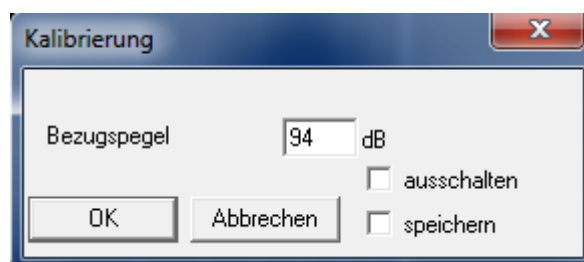 Kalibrierung
Bezugspegel 94 dB
ausschalten
OK Abbrechen speichern